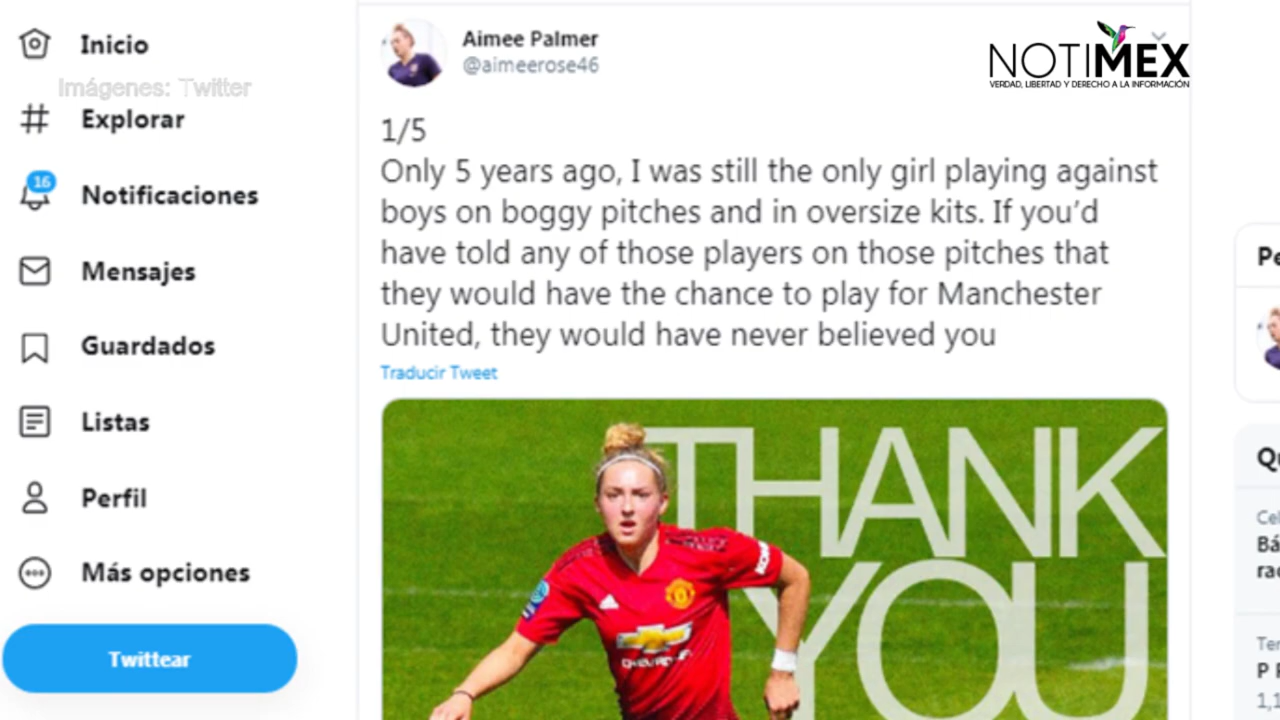 Inicio
Imágenes: Twitter
Explorar
16
Notificaciones
Mensajes
Guardados
Listas
Perfil
Más opciones
Twittear
Aimee Palmer
@aimeerose46
NOTIMEX
VERDAD, LIBERTAD Y DERECHO A LA INFORMACIÓN
1/5
Only 5 years ago, I was still the only girl playing against
boys on boggy pitches and in oversize kits. If you'd
have told any of those players on those pitches that
they would have the chance to play for Manchester
United, they would have never believed you
Traducir Tweet
THANK
YOU
CHEVROLET